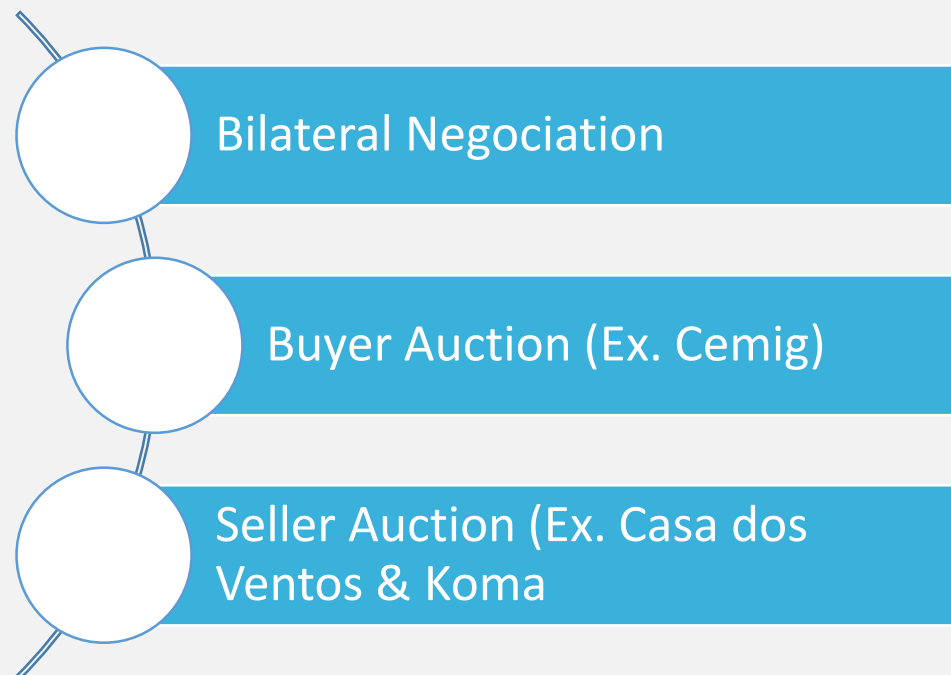 Bilateral Negociation
Buyer Auction (Ex. Cemig)
Seller Auction (Ex. Casa dos
Ventos & Koma